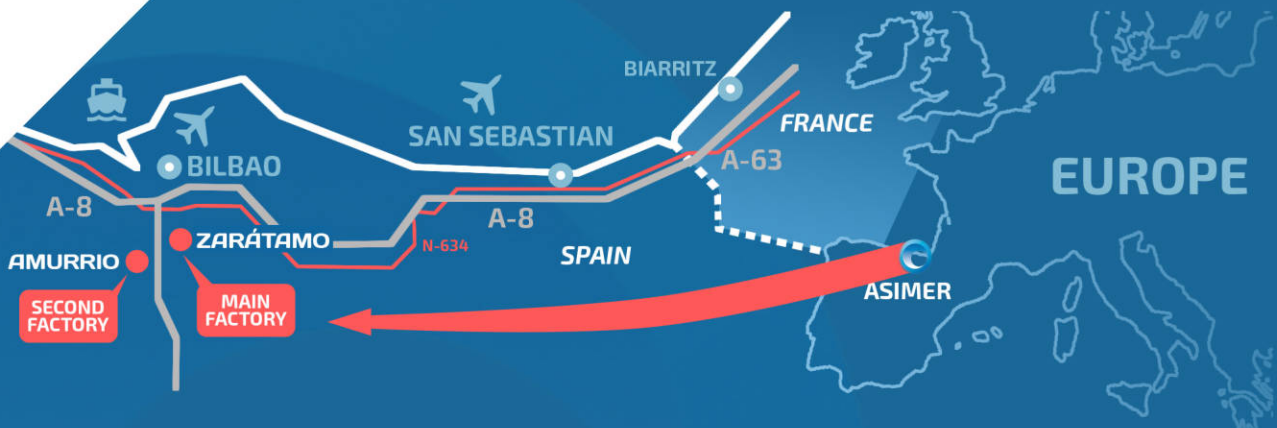 BIARRITZ
SAN SEBASTIAN
FRANCE
BILBAO
A-63
EUROPE
A-8
A-8
ZARÁTAMO
N-634
AMURRIO
SPAIN
ASIMER
SECOND
FACTORY
MAIN
FACTORY